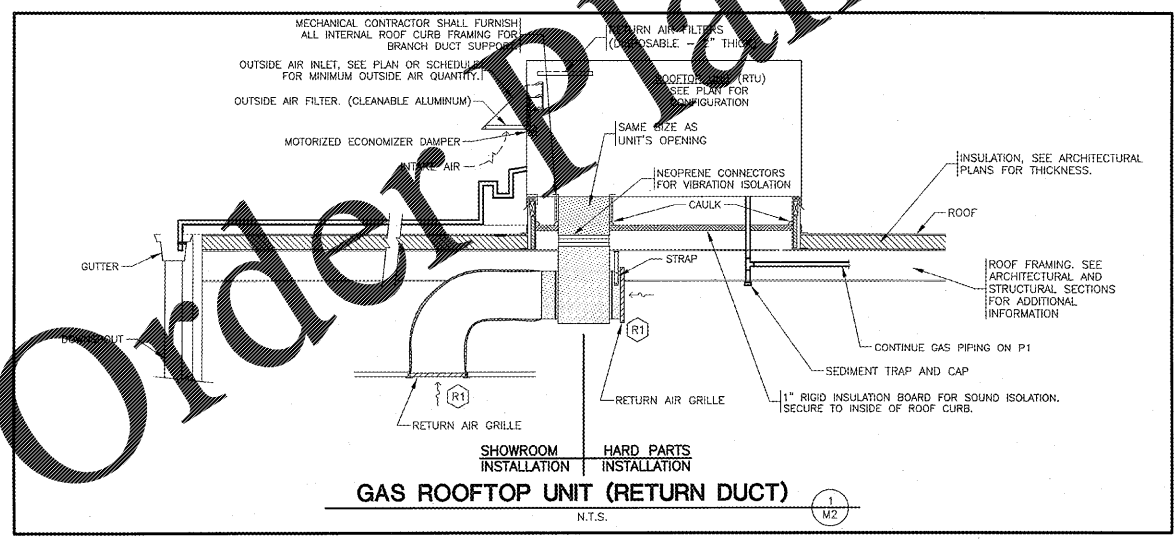 MECHANICAL CONTRACTOR SHALL FURNISH
ALL INTERNAL ROOF CURB FRAMING FOR
BRANCH DUCT SUPPORT.
OUTSIDE AIR INLET, SEE PLAN OR SCHEDULE
FOR MINIMUM OUTSIDE AIR QUANTITY.
OUTSIDE AIR FILTER. (CLEANABLE ALUMINUM)
MOTORIZED ECONOMIZER DAMPER
INTAKE AIR
RETURN AIR FILTERS
(DISPOSABLE - 2" THICK)
ROOFTOP UNIT (RTU)
SEE PLAN FOR
CONFIGURATION
SAME SIZE AS
UNIT'S OPENING
NEOPRENE CONNECTORS
FOR VIBRATION ISOLATION
CAULK
INSULATION, SEE ARCHITECTURAL
PLANS FOR THICKNESS.
ROOF
GUTTER
STRAP
ROOF FRAMING. SEE
ARCHITECTURAL AND
STRUCTURAL SECTIONS
FOR ADDITIONAL
INFORMATION
DOWNSPOUT
R1
R1
CONTINUE GAS PIPING ON P1
SEDIMENT TRAP AND CAP
RETURN AIR GRILLE
1" RIGID INSULATION BOARD FOR SOUND ISOLATION.
SECURE TO INSIDE OF ROOF CURB.
RETURN AIR GRILLE
SHOWROOM
INSTALLATION
HARD PARTS
INSTALLATION
GAS ROOFTOP UNIT (RETURN DUCT)
1
M2
N.T.S.
Order Plan